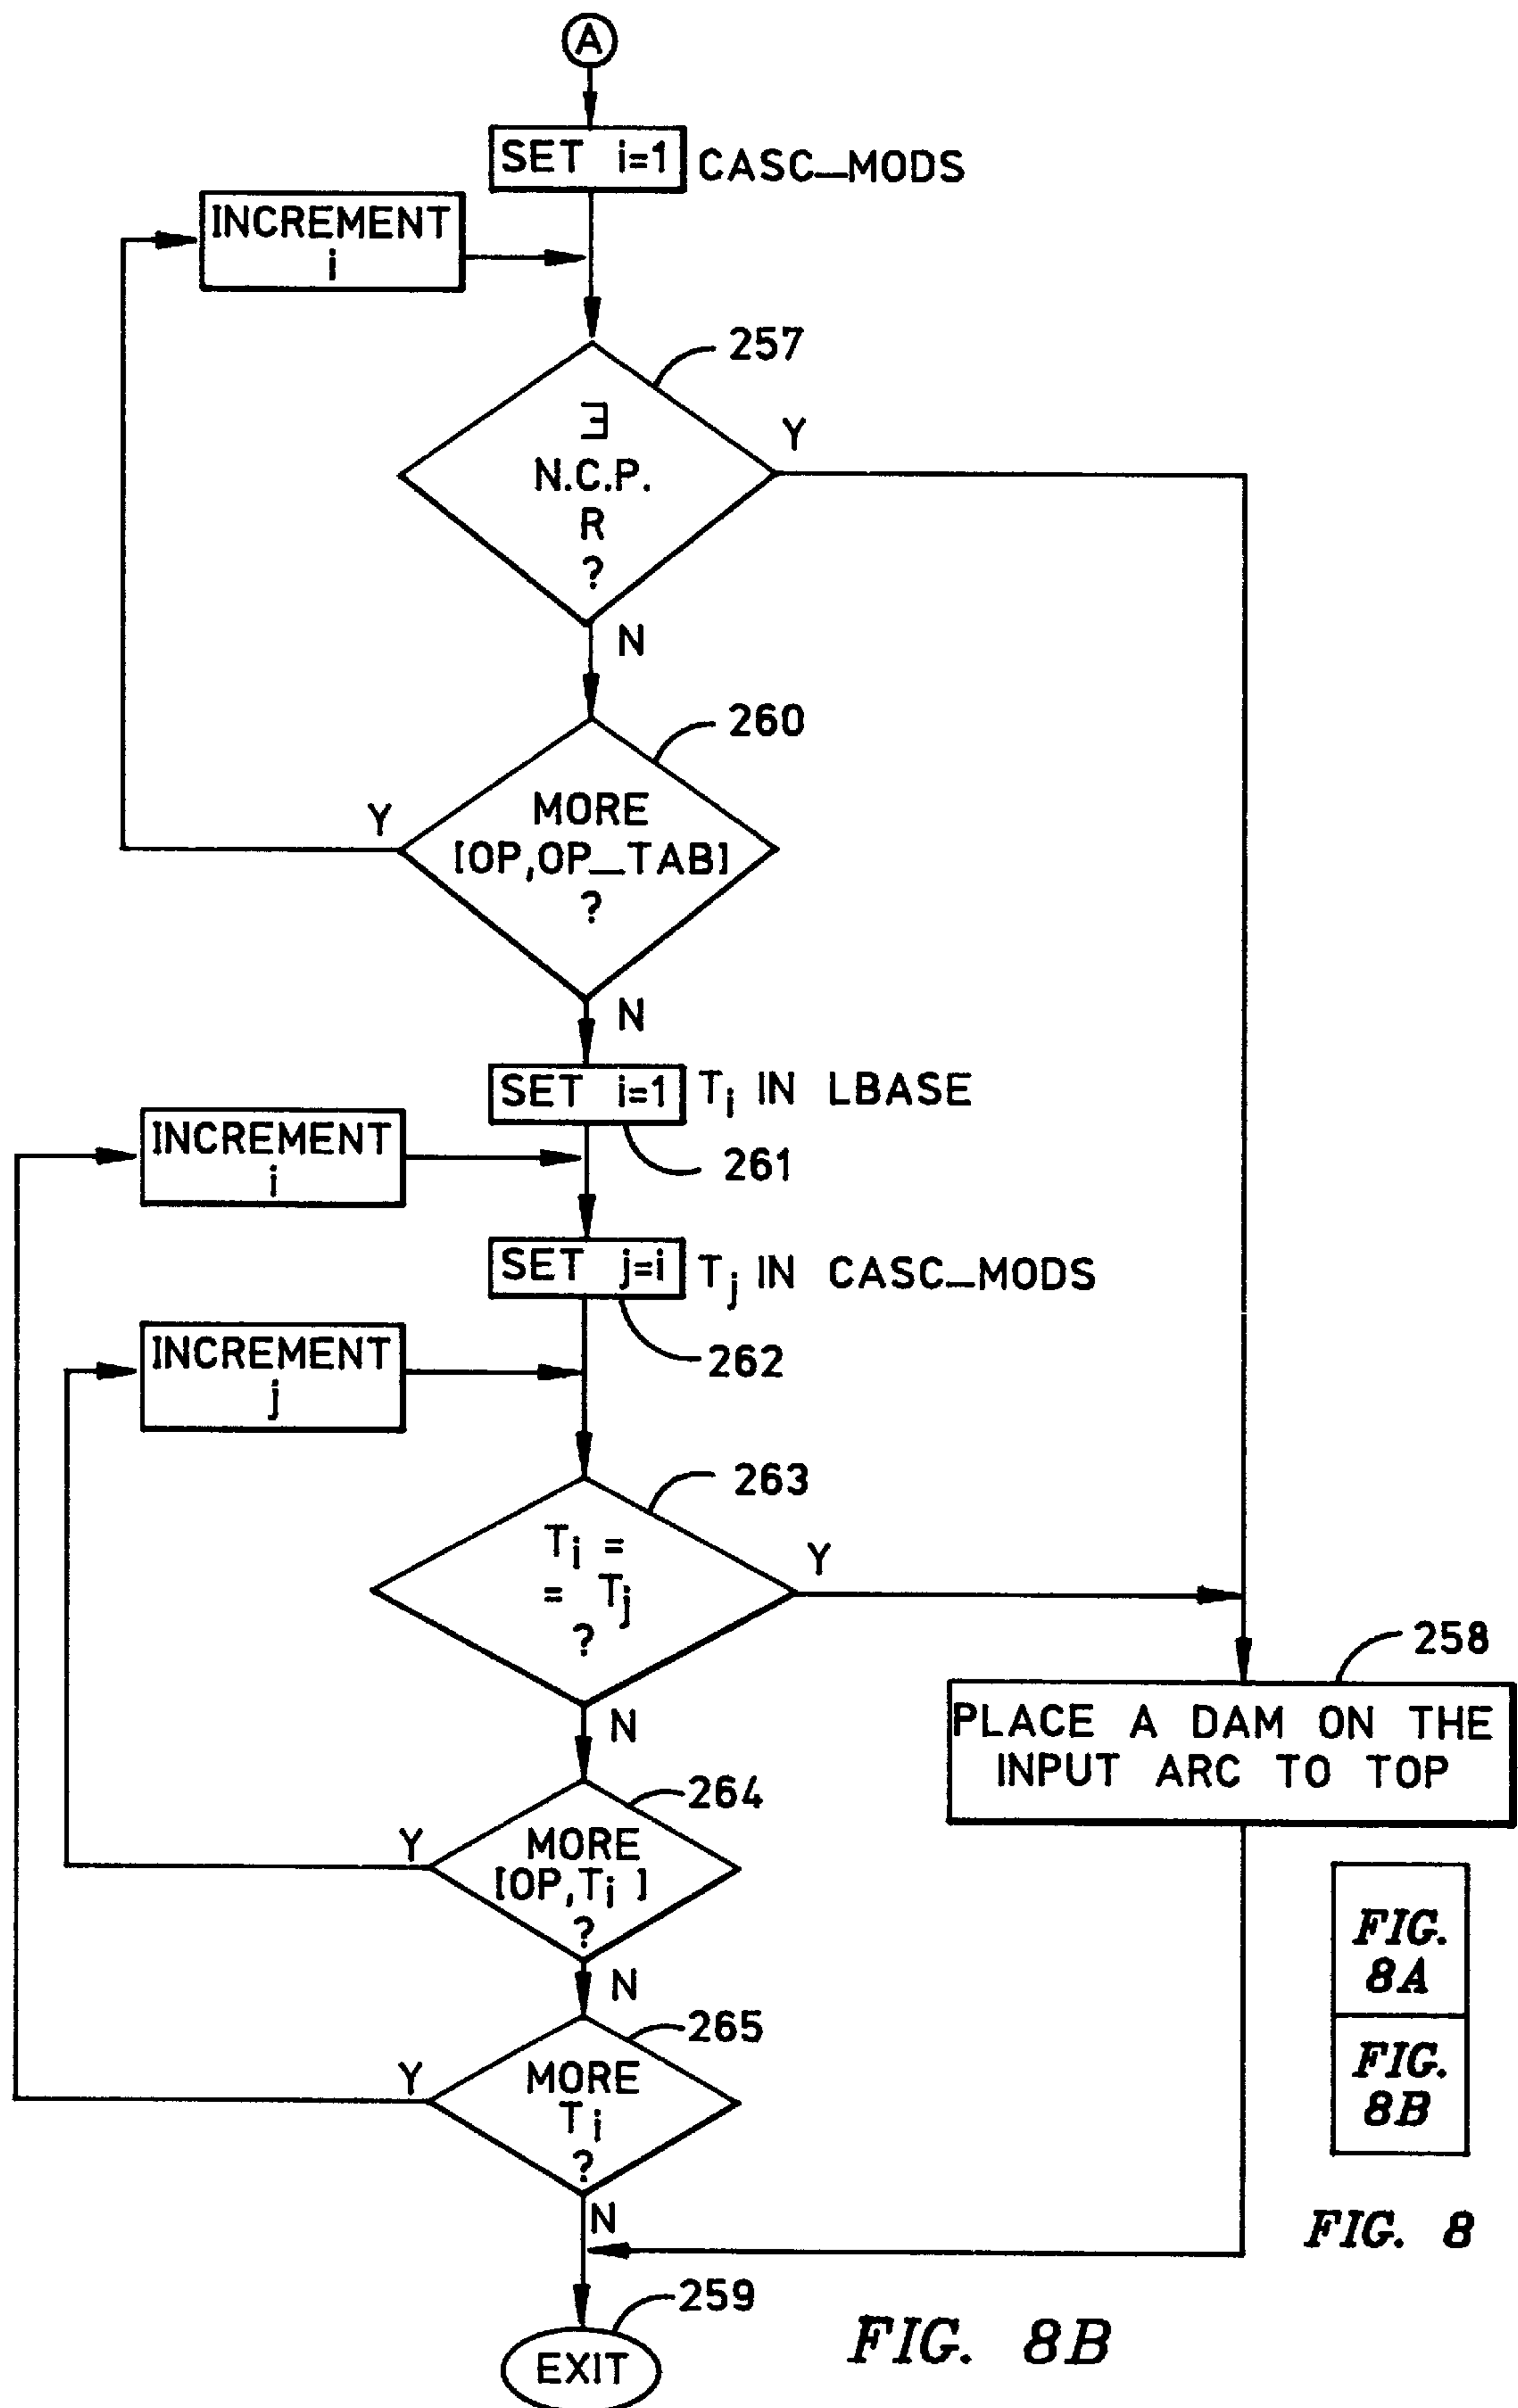 A
SET i=1 CASC_MODS
INCREMENT
i
257
∃
N.C.P.
R
?
Y
N
260
MORE
[OP,OP_TAB]
?
Y
N
SET i=1 Ti IN LBASE
261
INCREMENT
i
SET j=i Tj IN CASC_MODS
262
INCREMENT
j
263
Ti =
= Tj
?
Y
N
258
PLACE A DAM ON THE
INPUT ARC TO TOP
264
MORE
[OP,Ti]
?
Y
N
265
MORE
Ti
?
Y
N
259
EXIT
FIG.
8A
FIG.
8B
FIG. 8
FIG. 8B